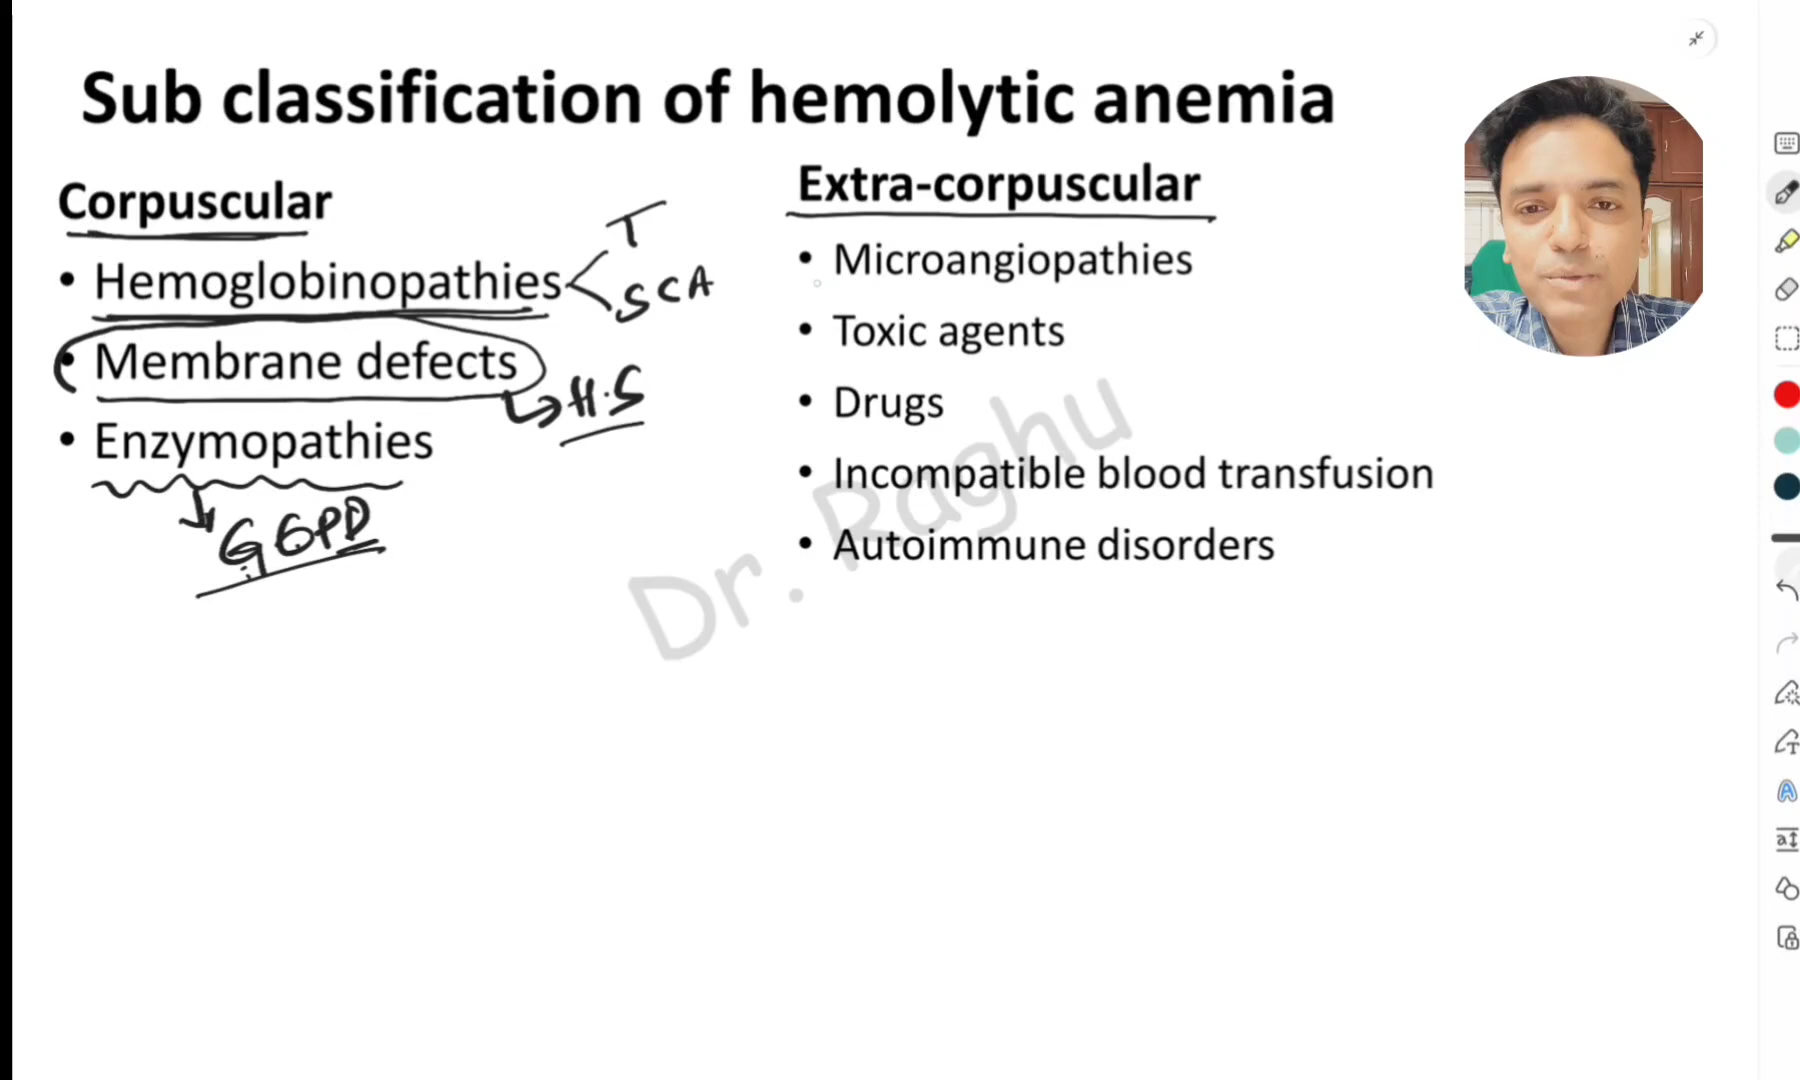 Sub classification of hemolytic anemia
Corpuscular
• Hemoglobinopathies
T
SCA
• Membrane defects
H.S
• Enzymopathies
G6PD
Extra-corpuscular
• Microangiopathies
• Toxic agents
• Drugs
• Incompatible blood transfusion
• Autoimmune disorders
Dr. Raghu